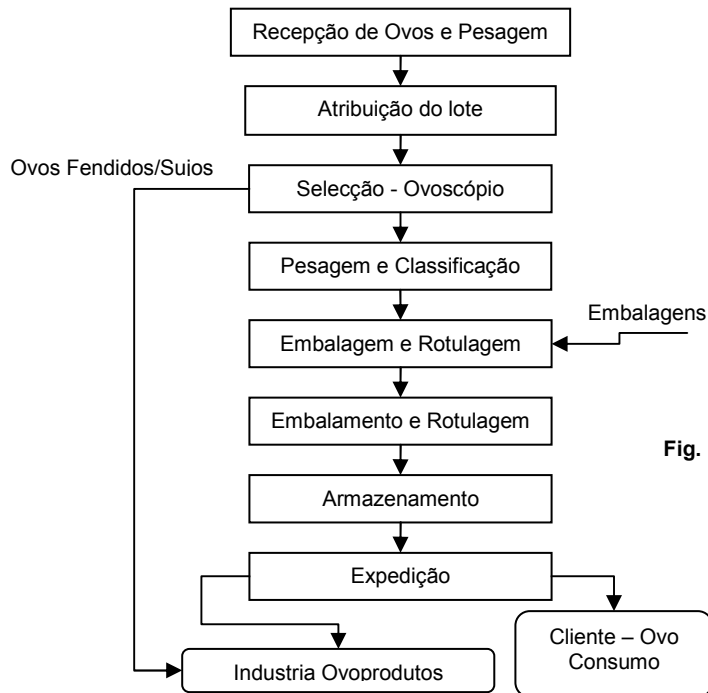 Recepção de Ovos e Pesagem
Atribuição do lote
Ovos Fendidos/Sujos
Selecção - Ovoscópio
Pesagem e Classificação
Embalagens
Embalagem e Rotulagem
Embalamento e Rotulagem
Fig.
Armazenamento
Expedição
Cliente – Ovo
Consumo
Industria Ovoprodutos